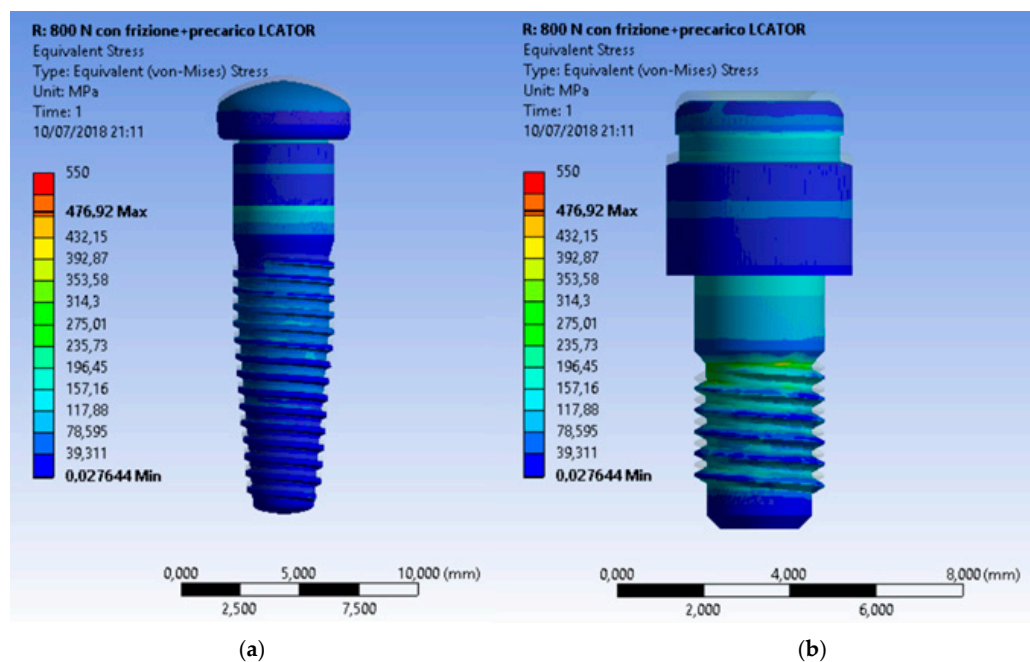 R: 800 N con frizione+precarico LCATOR
Equivalent Stress
Type: Equivalent (von-Mises) Stress
Unit: MPa
Time: 1
10/07/2018 21:11
550
476,92 Max
432,15
392,87
353,58
314,3
275,01
235,73
196,45
157,16
117,88
78,595
39,311
0,027644 Min
0,000 5,000 10,000 (mm)
2,500 7,500
(a)
R: 800 N con frizione+precarico LCATOR
Equivalent Stress
Type: Equivalent (von-Mises) Stress
Unit: MPa
Time: 1
10/07/2018 21:11
550
476,92 Max
432,15
392,87
353,58
314,3
275,01
235,73
196,45
157,16
117,88
78,595
39,311
0,027644 Min
0,000 4,000 8,000 (mm)
2,000 6,000
(b)